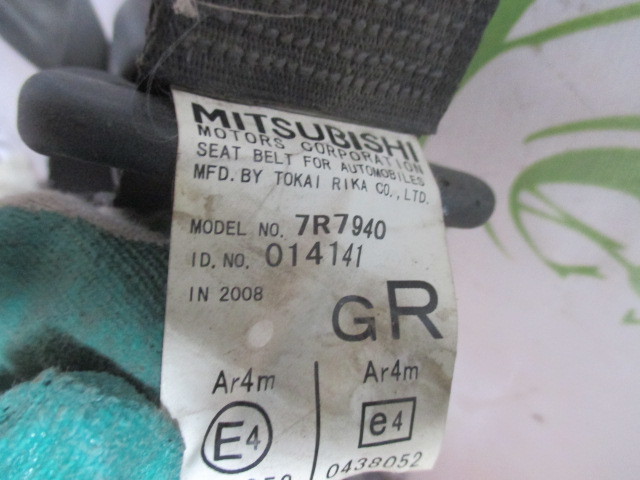 MITSUBISHI
MOTORS CORPORATION
SEAT BELT FOR AUTOMOBILES
MFD. BY TOKAI RIKA CO., LTD.
MODEL NO. 7R7940
ID. NO. 014141
IN 2008
GR
Ar4m Ar4m
E4 e4
0438052